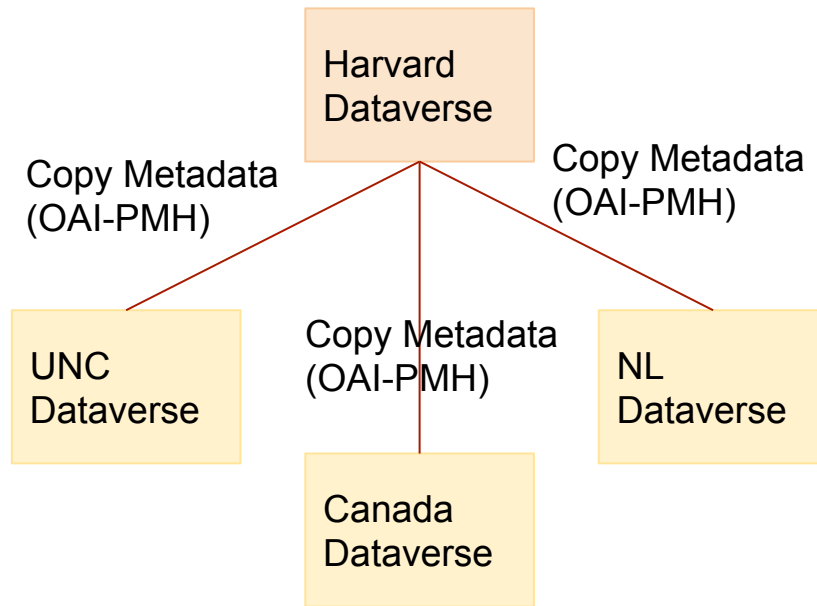 Harvard
Dataverse
Copy Metadata
(OAI-PMH)
Copy Metadata
(OAI-PMH)
UNC
Dataverse
Copy Metadata
(OAI-PMH)
NL
Dataverse
Canada
Dataverse